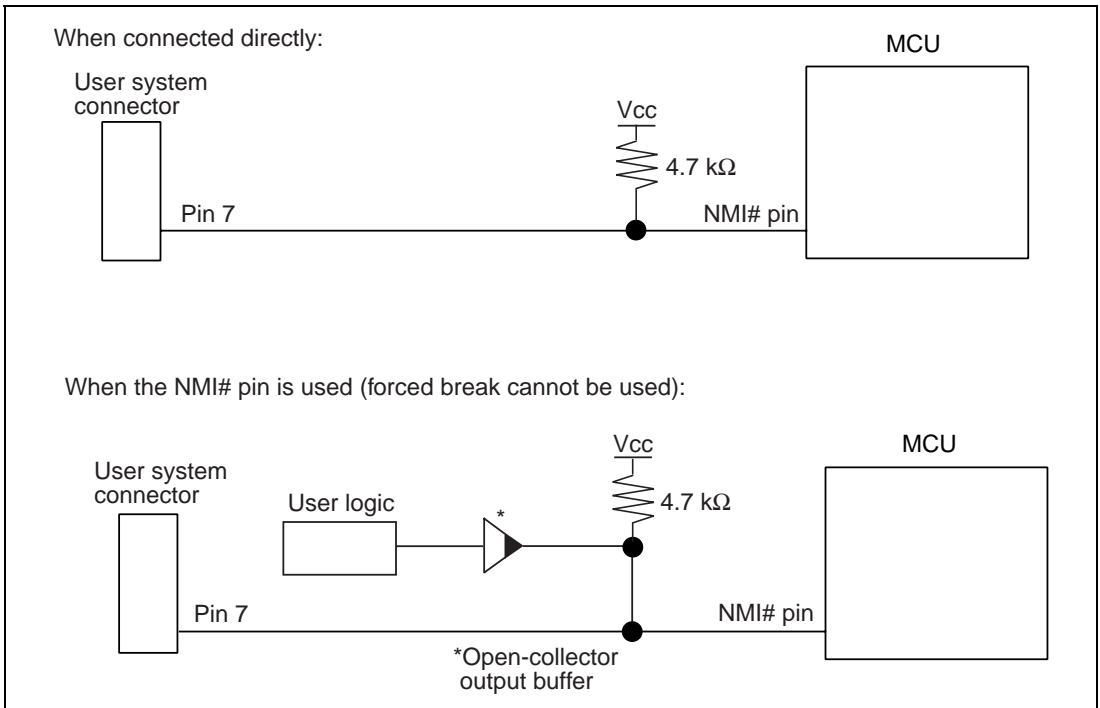 When connected directly:
MCU
User system
connector
Vcc
4.7 kΩ
Pin 7
NMI# pin
When the NMI# pin is used (forced break cannot be used):
Vcc
MCU
User system
connector
User logic
*
4.7 kΩ
Pin 7
NMI# pin
*Open-collector
output buffer